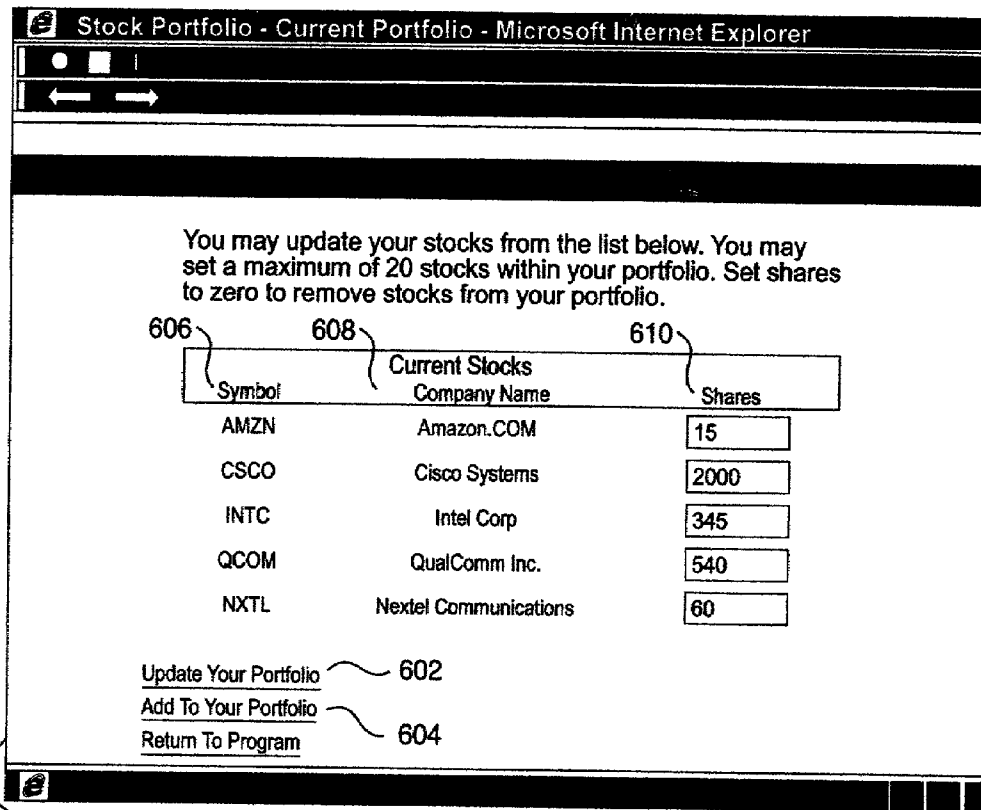 Stock Portfolio - Current Portfolio - Microsoft Internet Explorer
You may update your stocks from the list below. You may
set a maximum of 20 stocks within your portfolio. Set shares
to zero to remove stocks from your portfolio.
606 608 610
Current Stocks
Symbol Company Name Shares
AMZN Amazon.COM 15
CSCO Cisco Systems 2000
INTC Intel Corp 345
QCOM QualComm Inc. 540
NXTL Nextel Communications 60
Update Your Portfolio 602
Add To Your Portfolio
Return To Program 604